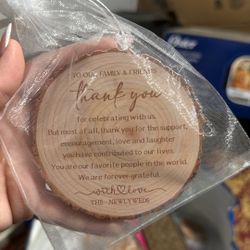 TO OUR FAMILY & FRIENDS
thank you
for celebrating with us.
But most of all, thank you for the support,
encouragement, love and laughter
you have contributed to our lives
You are our favorite people in the world.
We are forever grateful.
with love
THE NEWLYWEDS
Oster